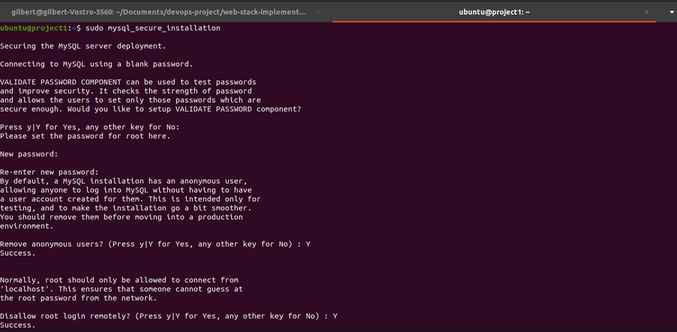 gilbert@gilbert-Vostro-3560: ~/Documents/devops-project/web-stack-implement...
ubuntu@project1: ~
ubuntu@project1:~$ sudo mysql_secure_installation
Securing the MySQL server deployment.
Connecting to MySQL using a blank password.
VALIDATE PASSWORD COMPONENT can be used to test passwords
and improve security. It checks the strength of password
and allows the users to set only those passwords which are
secure enough. Would you like to setup VALIDATE PASSWORD component?
Press y|Y for Yes, any other key for No:
Please set the password for root here.
New password:
Re-enter new password:
By default, a MySQL installation has an anonymous user,
allowing anyone to log into MySQL without having to have
a user account created for them. This is intended only for
testing, and to make the installation go a bit smoother.
You should remove them before moving into a production
environment.
Remove anonymous users? (Press y|Y for Yes, any other key for No) : Y
Success.
Normally, root should only be allowed to connect from
'localhost'. This ensures that someone cannot guess at
the root password from the network.
Disallow root login remotely? (Press y|Y for Yes, any other key for No) : Y
Success.